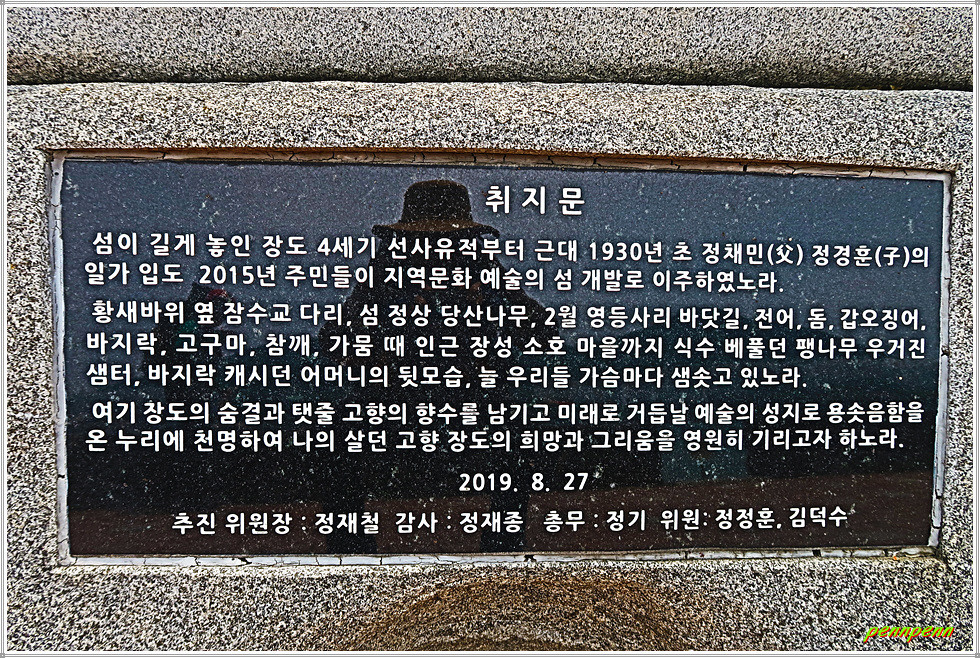 취지문
섬이 길게 놓인 장도 4세기 선사유적부터 근대 1930년 초 정채민(父) 정경훈(子)의
일가 입도 2015년 주민들이 지역문화 예술의 섬 개발로 이주하였노라.
황새바위 옆 잠수교 다리, 섬 정상 당산나무, 2월 영등사리 바닷길, 전어, 돔, 갑오징어,
바지락, 고구마, 참깨, 가뭄 때 인근 장성 소호 마을까지 식수 베풀던 팽나무 우거진
샘터, 바지락 캐시던 어머니의 뒷모습, 늘 우리들 가슴마다 샘솟고 있노라.
여기 장도의 숨결과 탯줄 고향의 향수를 남기고 미래로 거듭날 예술의 성지로 용솟음함을
온 누리에 천명하여 나의 살던 고향 장도의 희망과 그리움을 영원히 기리고자 하노라.
2019. 8. 27
추진 위원장 : 정재철 감사 : 정재종 총무 : 정기 위원: 정정훈, 김덕수
pennpenn